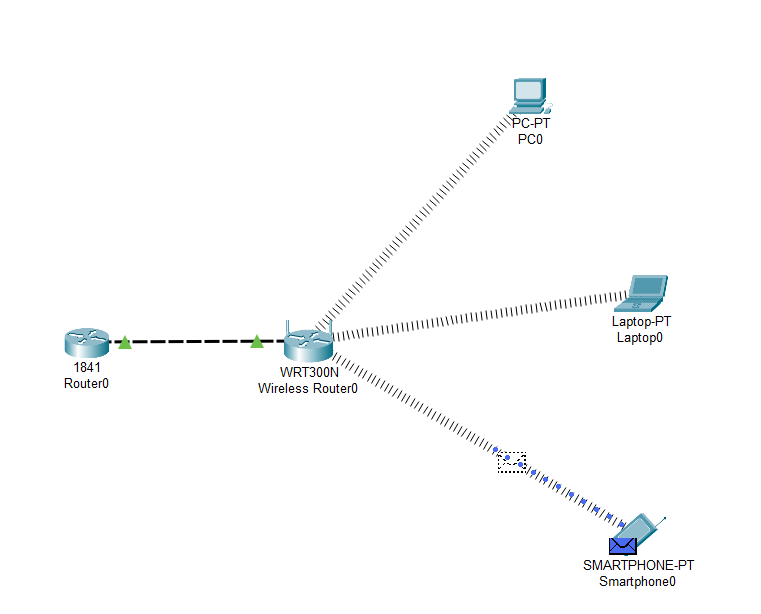 PC-PT
PC0
Laptop-PT
Laptop0
1841
Router0
WRT300N
Wireless Router0
SMARTPHONE-PT
Smartphone0